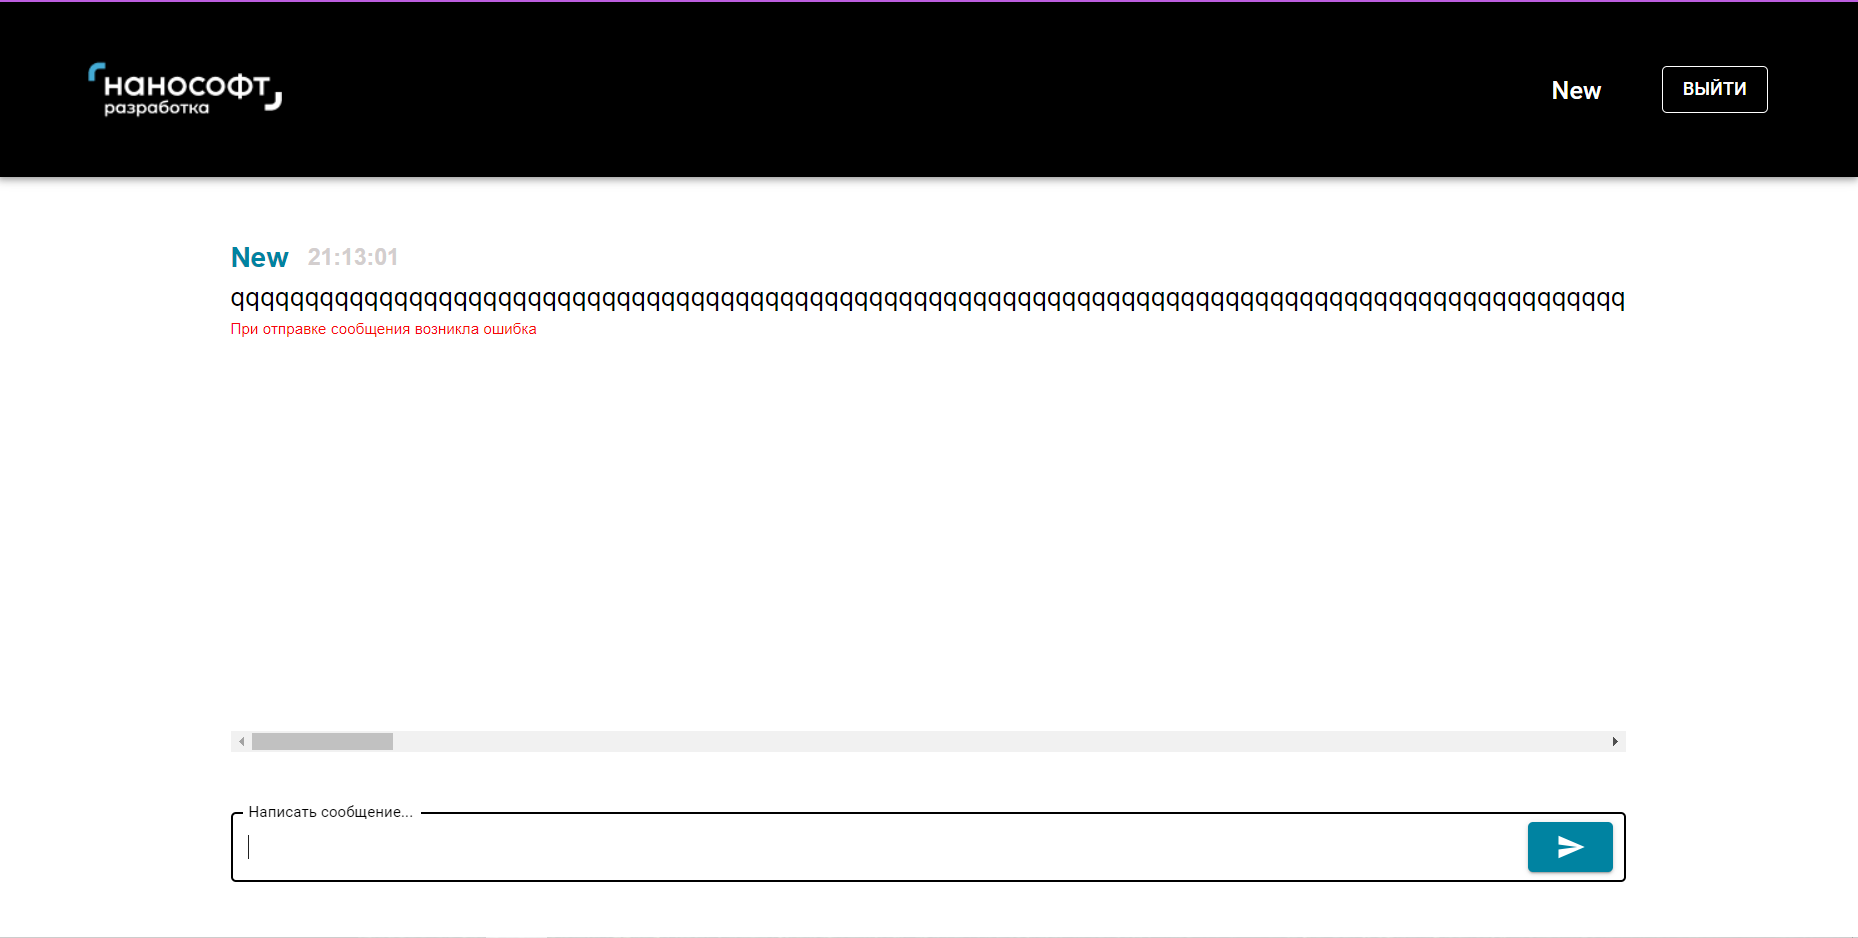 нанософт
разработка
New
ВЫЙТИ
New 21:13:01
qqqqqqqqqqqqqqqqqqqqqqqqqqqqqqqqqqqqqqqqqqqqqqqqqqqqqqqqqqqqqqqqqqqqqqqqqqqqqqqqqqqqqqqqqqqqqq
При отправке сообщения возникла ошибка
Написать сообщение...